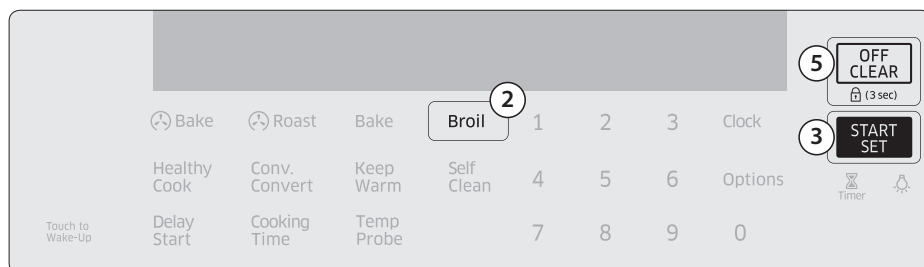 5
OFF
CLEAR
(3 sec)
2
Bake
Roast
Bake
Broil
1
2
3
Clock
3
START
SET
Healthy
Cook
Conv.
Convert
Keep
Warm
Self
Clean
4
5
6
Options
Timer
Touch to
Wake-Up
Delay
Start
Cooking
Time
Temp
Probe
7
8
9
0